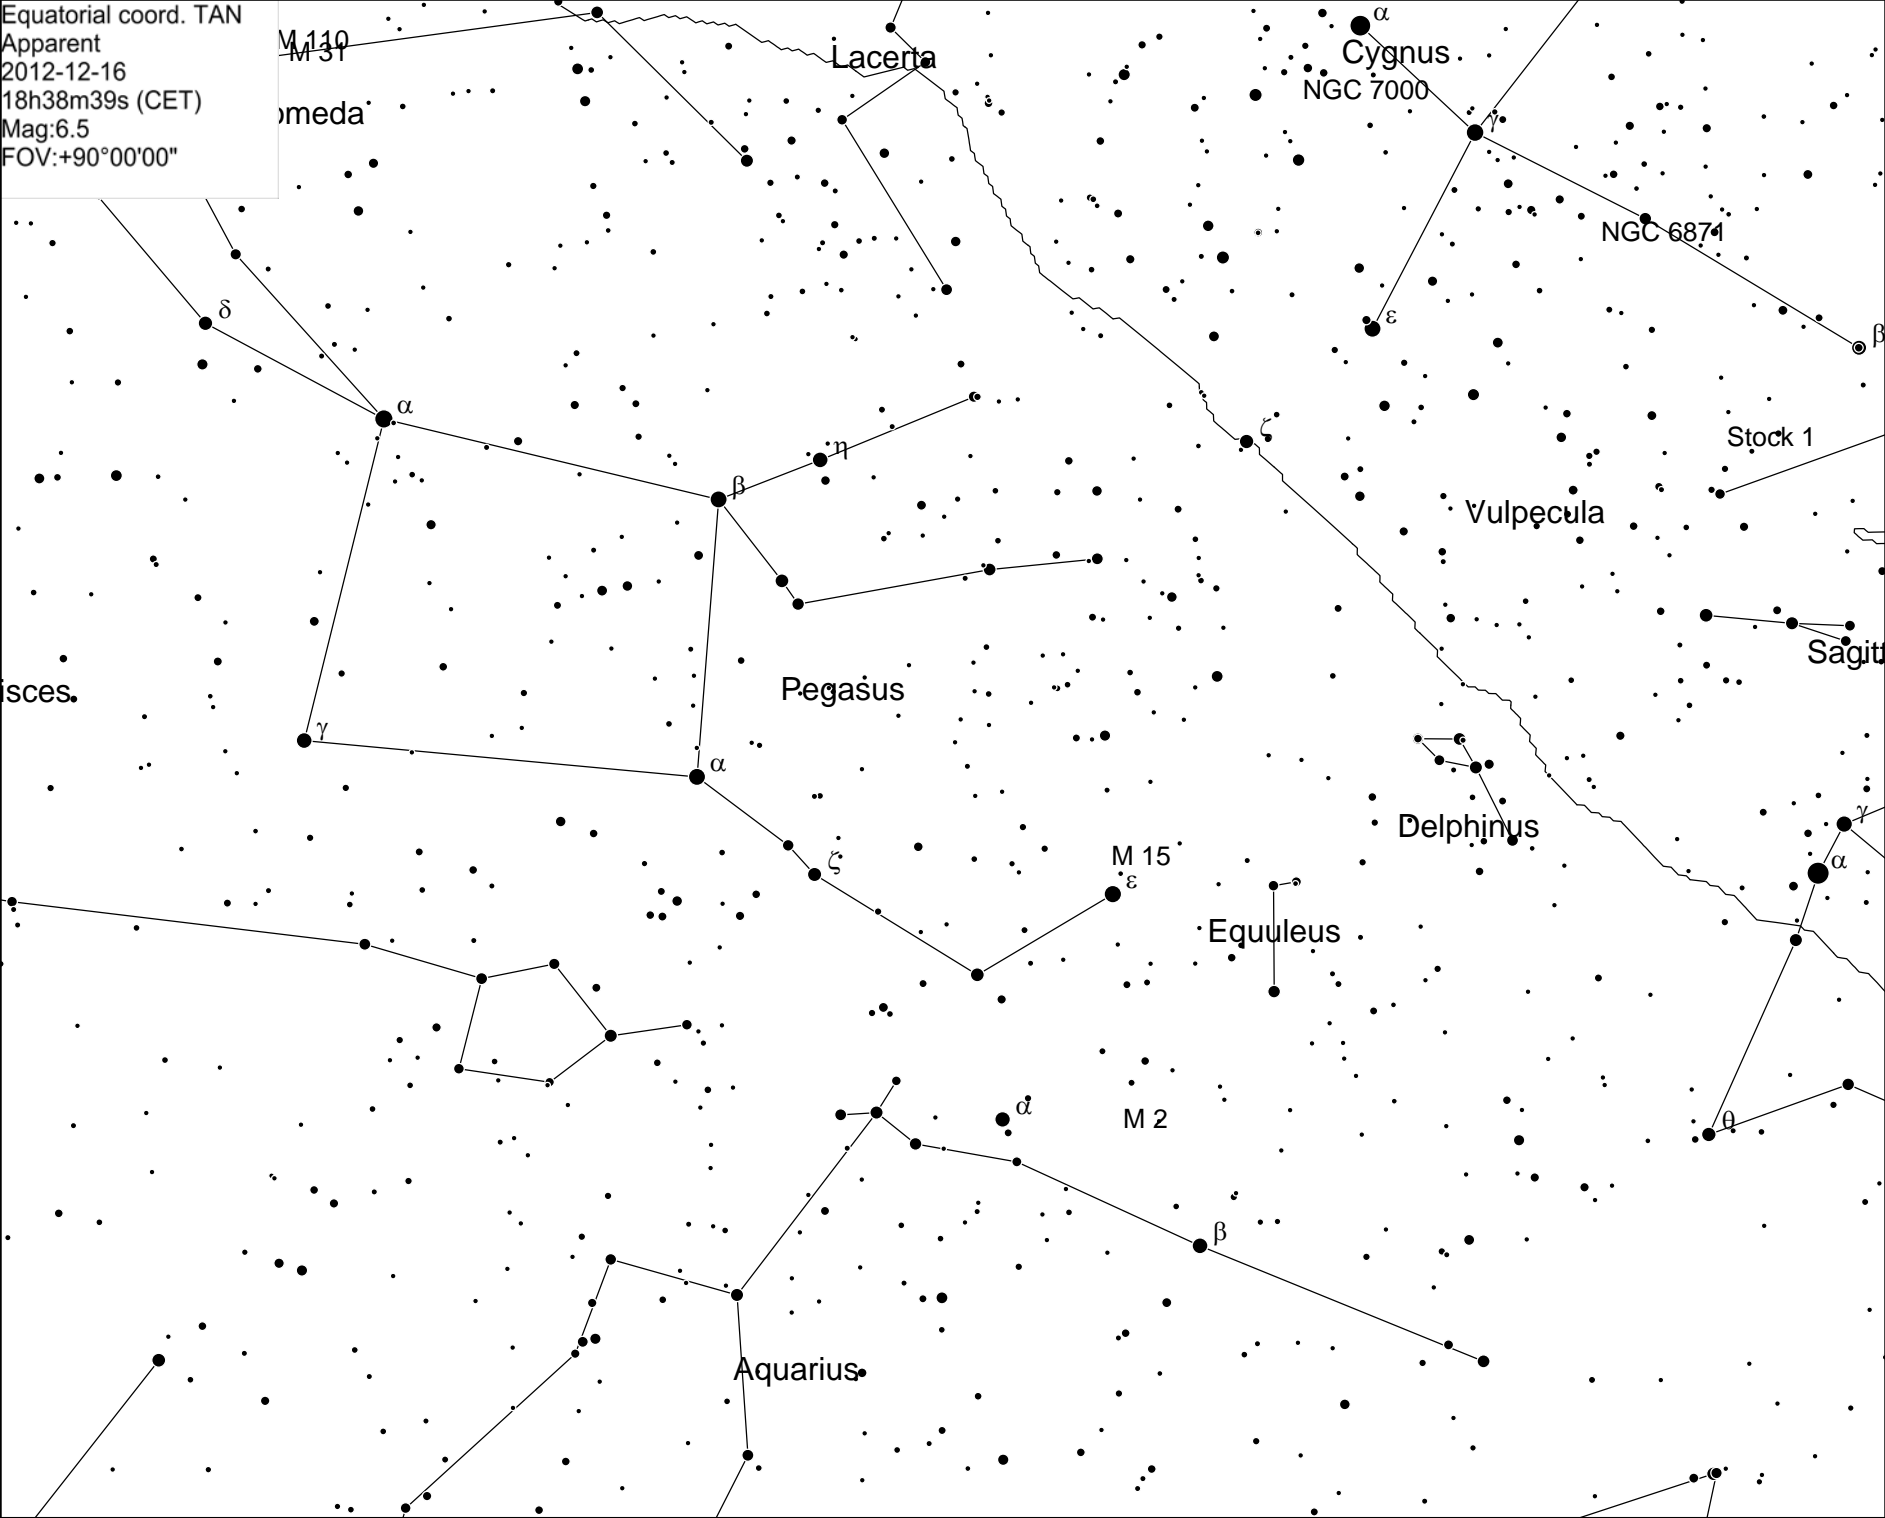 Equatorial coord. TAN
Apparent
2012-12-16
18h38m39s (CET)
Mag:6.5
FOV:+90°00'00"
M 110
M 31
omeda
Lacerta
α
Cygnus
NGC 7000
γ
NGC 6871
δ
ε
β
α
ζ
Stock 1
η
β
Vulpecula
Sagitt
isces
Pegasus
γ
α
Delphinus
γ
M 15
ζ
ε
α
Equuleus
α
M 2
θ
β
Aquarius